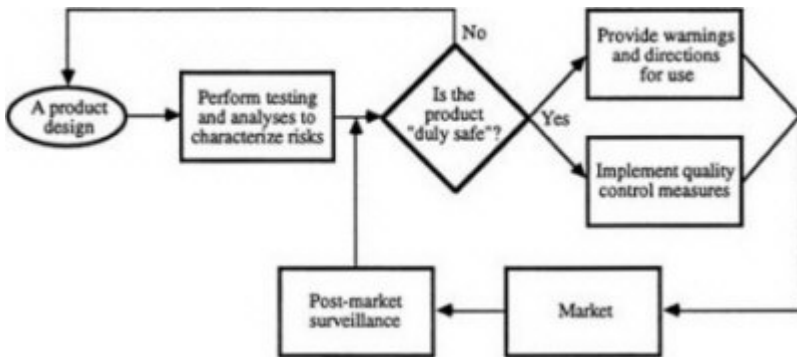 No
A product
design
Perform testing
and analyses to
characterize risks
Is the
product
"duly safe"?
Yes
Provide warnings
and directions
for use
Implement quality
control measures
Post-market
surveillance
Market